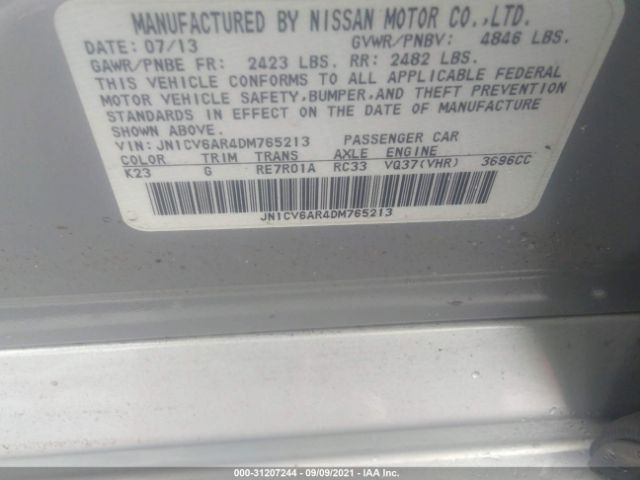 MANUFACTURED BY NISSAN MOTOR CO.,LTD.
DATE: 07/13 GVWR/PNBV: 4846 LBS.
GAWR/PNBE FR: 2423 LBS. RR: 2482 LBS.
THIS VEHICLE CONFORMS TO ALL APPLICABLE FEDERAL
MOTOR VEHICLE SAFETY,BUMPER,AND THEFT PREVENTION
STANDARDS IN EFFECT ON THE DATE OF MANUFACTURE
SHOWN ABOVE.
VIN: JN1CV6AR4DM765213 PASSENGER CAR
COLOR TRIM TRANS AXLE ENGINE
K23 G RE7R01A RC33 VQ37(VHR) 3696CC
JN1CV6AR4DM765213
000-31207244 - 09/09/2021 - IAA Inc.